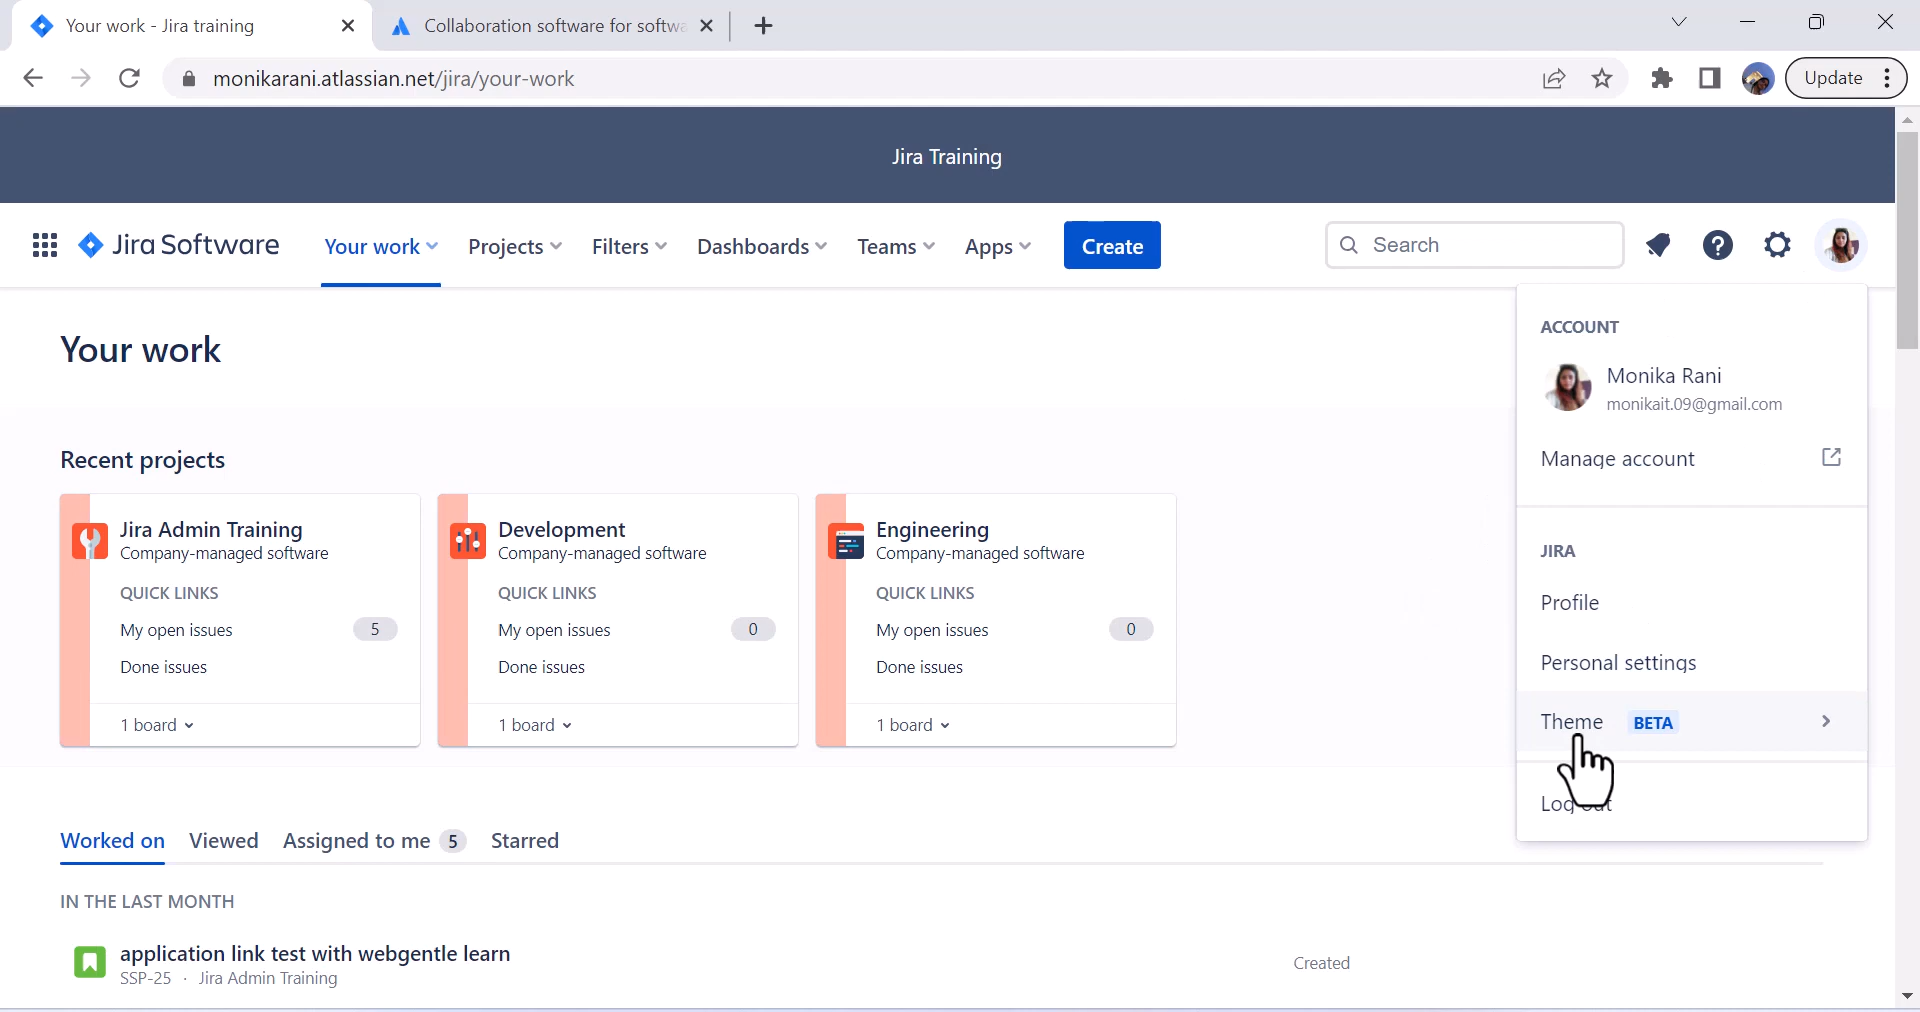 Your work - Jira training
Collaboration software for softwa
monikarani.atlassian.net/jira/your-work
Update
Jira Training
Jira Software
Your work
Projects
Filters
Dashboards
Teams
Apps
Create
Search
Your work
Recent projects
Jira Admin Training
Company-managed software
QUICK LINKS
My open issues 5
Done issues
1 board
Development
Company-managed software
QUICK LINKS
My open issues 0
Done issues
1 board
Engineering
Company-managed software
QUICK LINKS
My open issues 0
Done issues
1 board
ACCOUNT
Monika Rani
monikait.09@gmail.com
Manage account
JIRA
Profile
Personal settings
Theme BETA
Log out
Worked on Viewed Assigned to me 5 Starred
IN THE LAST MONTH
application link test with webgentle learn
SSP-25 · Jira Admin Training
Created